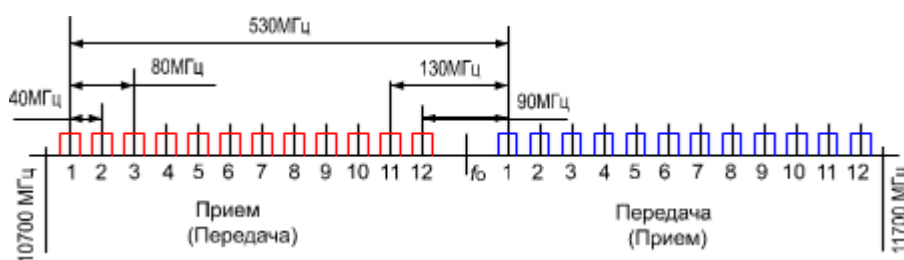 530МГц
80МГц
130МГц
40МГц
90МГц
1 2 3 4 5 6 7 8 9 10 11 12 fo 1 2 3 4 5 6 7 8 9 10 11 12
10700 МГц
Прием
(Передача)
Передача
(Прием)
11700 МГц